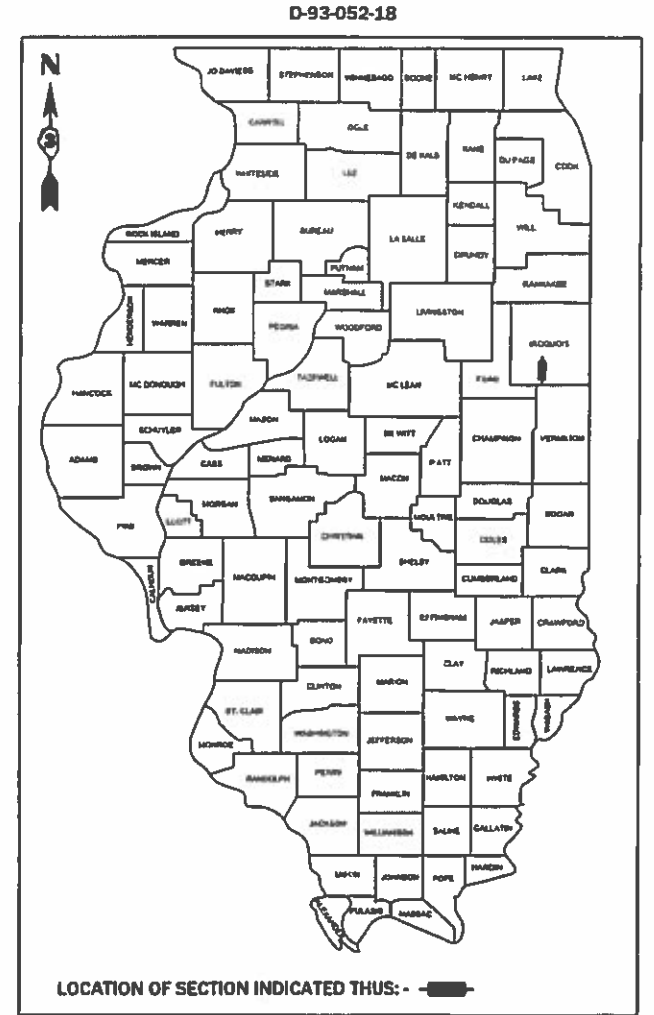 D-93-052-18
N
JO DAVIESS STEPHENSON WINNEBAGO BOONE MC HENRY LAKE
CARROLL OGLE
DE KALB KANE DU PAGE COOK
WHITESIDE LEE
KENDALL
ROCK ISLAND HENRY BUREAU LA SALLE WILL
MERCER PUTNAM GRUNDY
STARK MARSHALL KANKAKEE
HENDERSON WARREN KNOX PEORIA WOODFORD LIVINGSTON
IROQUOIS
HANCOCK MC DONOUGH FULTON TAZEWELL MC LEAN FORD
MASON
SCHUYLER LOGAN DE WITT CHAMPAIGN VERMILION
ADAMS BROWN CASS MENARD PIATT
MACON
MORGAN SANGAMON DOUGLAS
PIKE SCOTT MOULTRIE EDGAR
CHRISTIAN COLES
GREENE SHELBY
CALHOUN MACOUPIN MONTGOMERY CUMBERLAND CLARK
JERSEY
FAYETTE EFFINGHAM JASPER CRAWFORD
MADISON BOND
CLAY RICHLAND LAWRENCE
CLINTON MARION
ST. CLAIR WAYNE EDWARDS WABASH
WASHINGTON JEFFERSON
MONROE
RANDOLPH PERRY HAMILTON WHITE
FRANKLIN
JACKSON WILLIAMSON SALINE GALLATIN
UNION JOHNSON POPE HARDIN
ALEXANDER PULASKI MASSAC
LOCATION OF SECTION INDICATED THUS: -